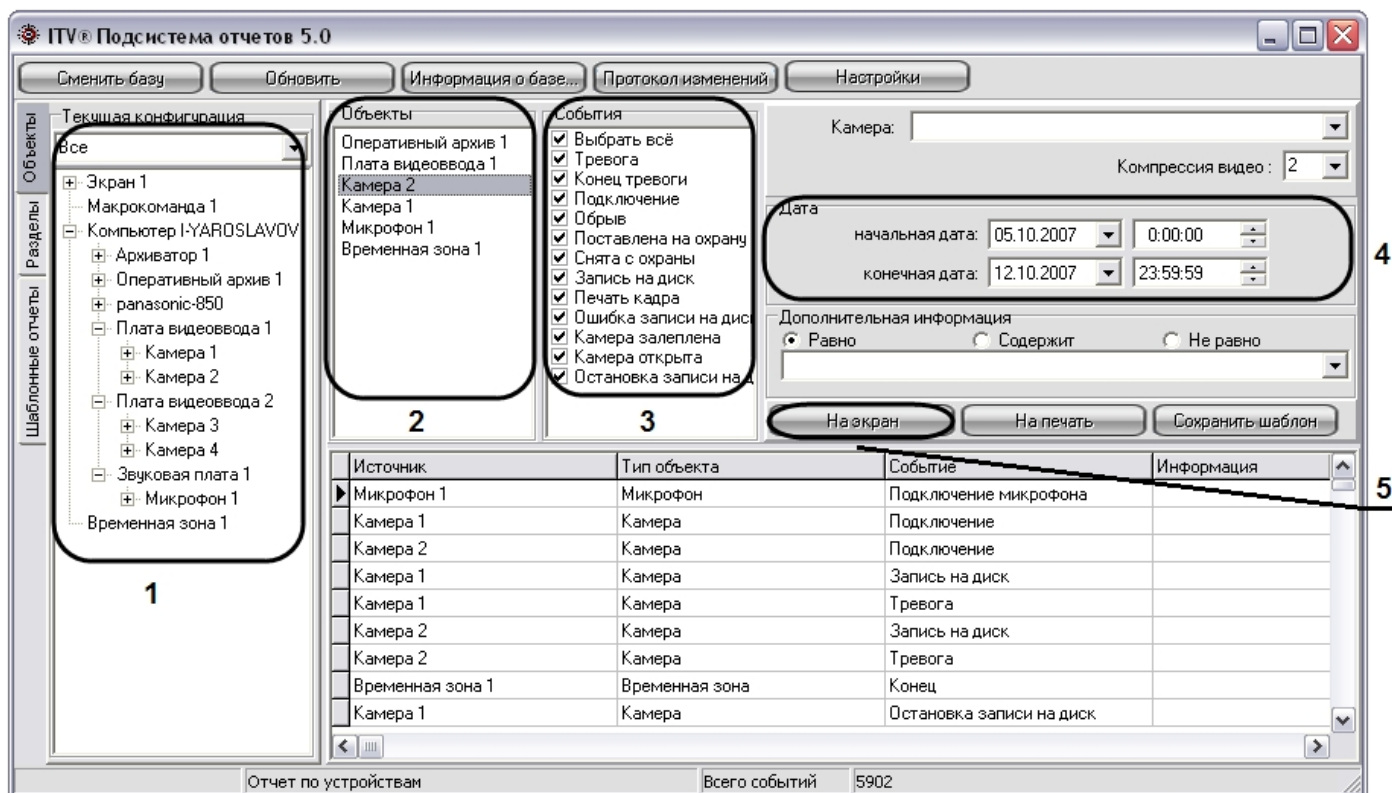 ITV® Подсистема отчетов 5.0
Сменить базу
Обновить
Информация о базе...
Протокол изменений
Настройки
Объекты
Разделы
Шаблонные отчеты
Текущая конфигурация
Все
Экран 1
Макрокоманда 1
Компьютер I-YAROSLAVOV
Архиватор 1
Оперативный архив 1
panasonic-850
Плата видеоввода 1
Камера 1
Камера 2
Плата видеоввода 2
Камера 3
Камера 4
Звуковая плата 1
Микрофон 1
Временная зона 1
1
Объекты
Оперативный архив 1
Плата видеоввода 1
Камера 2
Камера 1
Микрофон 1
Временная зона 1
2
События
Выбрать всё
Тревога
Конец тревоги
Подключение
Обрыв
Поставлена на охрану
Снята с охраны
Запись на диск
Печать кадра
Ошибка записи на дис
Камера залеплена
Камера открыта
Остановка записи на д
3
Камера:
Компрессия видео : 2
Дата
начальная дата: 05.10.2007 0:00:00
конечная дата: 12.10.2007 23:59:59
4
Дополнительная информация
Равно Содержит Не равно
На экран
На печать
Сохранить шаблон
5
Источник Тип объекта Событие Информация
Микрофон 1 Микрофон Подключение микрофона
Камера 1 Камера Подключение
Камера 2 Камера Подключение
Камера 1 Камера Запись на диск
Камера 1 Камера Тревога
Камера 2 Камера Запись на диск
Камера 2 Камера Тревога
Временная зона 1 Временная зона Конец
Камера 1 Камера Остановка записи на диск
Отчет по устройствам Всего событий 5902